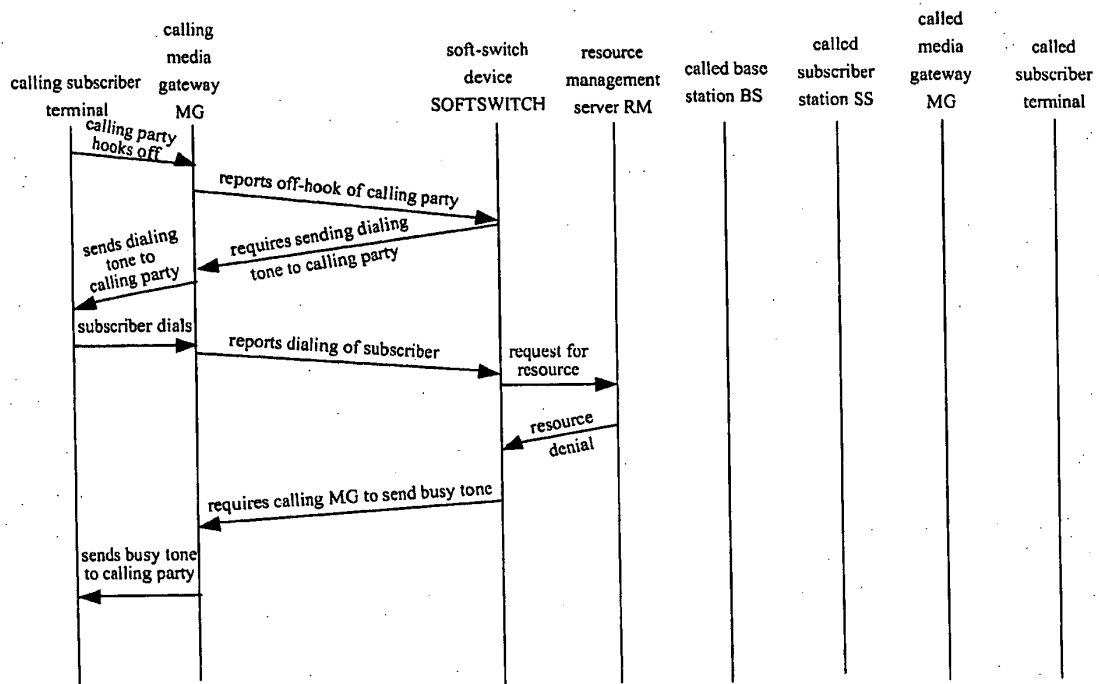 calling subscriber
terminal
calling
media
gateway
MG
soft-switch
device
SOFTSWITCH
resource
management
server RM
called base
station BS
called
subscriber
station SS
called
media
gateway
MG
called
subscriber
terminal
calling party
hooks off
reports off-hook of calling party
requires sending dialing
tone to calling party
sends dialing
tone to
calling party
subscriber dials
reports dialing of subscriber
request for
resource
resource
denial
requires calling MG to send busy tone
sends busy tone
to calling party